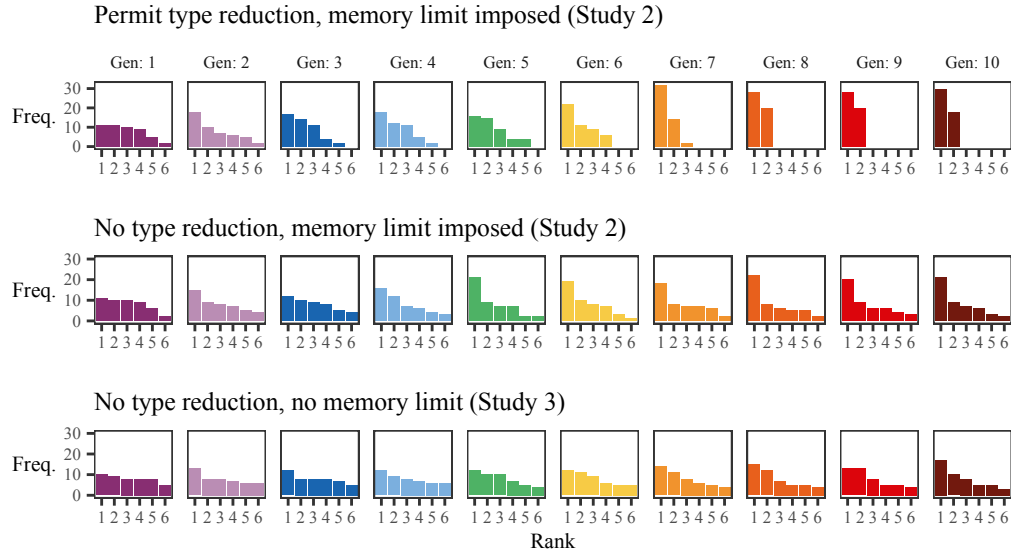 Permit type reduction, memory limit imposed (Study 2)
Gen: 1 Gen: 2 Gen: 3 Gen: 4 Gen: 5 Gen: 6 Gen: 7 Gen: 8 Gen: 9 Gen: 10
30
Freq. 20
10
0
1 2 3 4 5 6 1 2 3 4 5 6 1 2 3 4 5 6 1 2 3 4 5 6 1 2 3 4 5 6 1 2 3 4 5 6 1 2 3 4 5 6 1 2 3 4 5 6 1 2 3 4 5 6 1 2 3 4 5 6
No type reduction, memory limit imposed (Study 2)
30
20
Freq.
10
0
1 2 3 4 5 6 1 2 3 4 5 6 1 2 3 4 5 6 1 2 3 4 5 6 1 2 3 4 5 6 1 2 3 4 5 6 1 2 3 4 5 6 1 2 3 4 5 6 1 2 3 4 5 6 1 2 3 4 5 6
No type reduction, no memory limit (Study 3)
30
20
Freq.
10
0
1 2 3 4 5 6 1 2 3 4 5 6 1 2 3 4 5 6 1 2 3 4 5 6 1 2 3 4 5 6 1 2 3 4 5 6 1 2 3 4 5 6 1 2 3 4 5 6 1 2 3 4 5 6 1 2 3 4 5 6
Rank